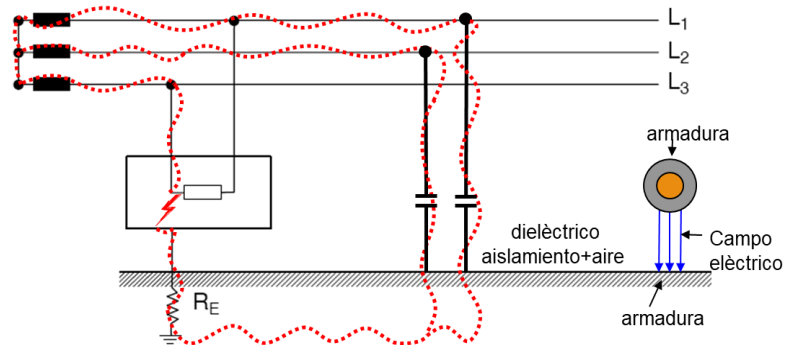 L1
L2
L3
armadura
dielèctrico
aislamiento+aire
Campo
elèctrico
RE
armadura